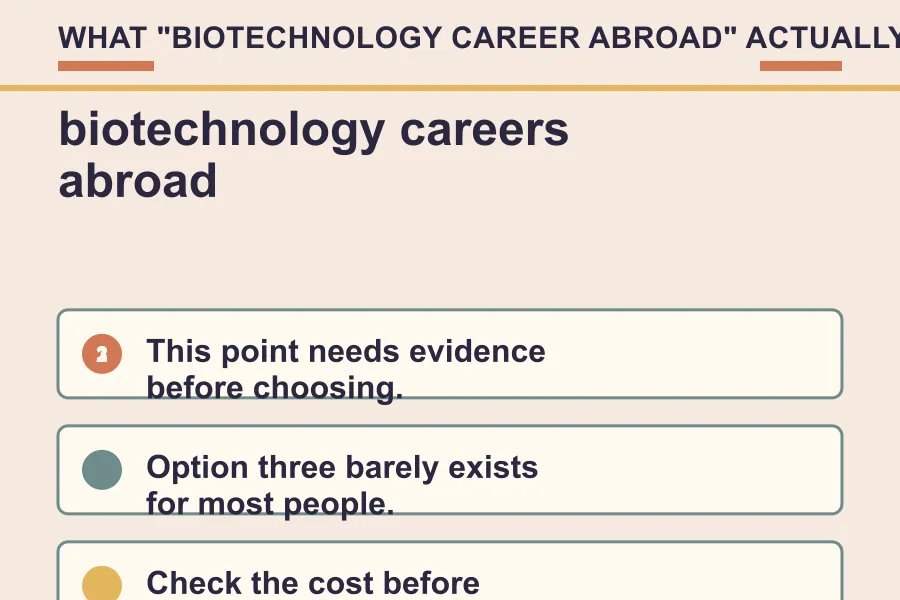 WHAT "BIOTECHNOLOGY CAREER ABROAD" ACTUALLY
biotechnology careers
abroad
This point needs evidence
before choosing.
Option three barely exists
for most people.
Check the cost before